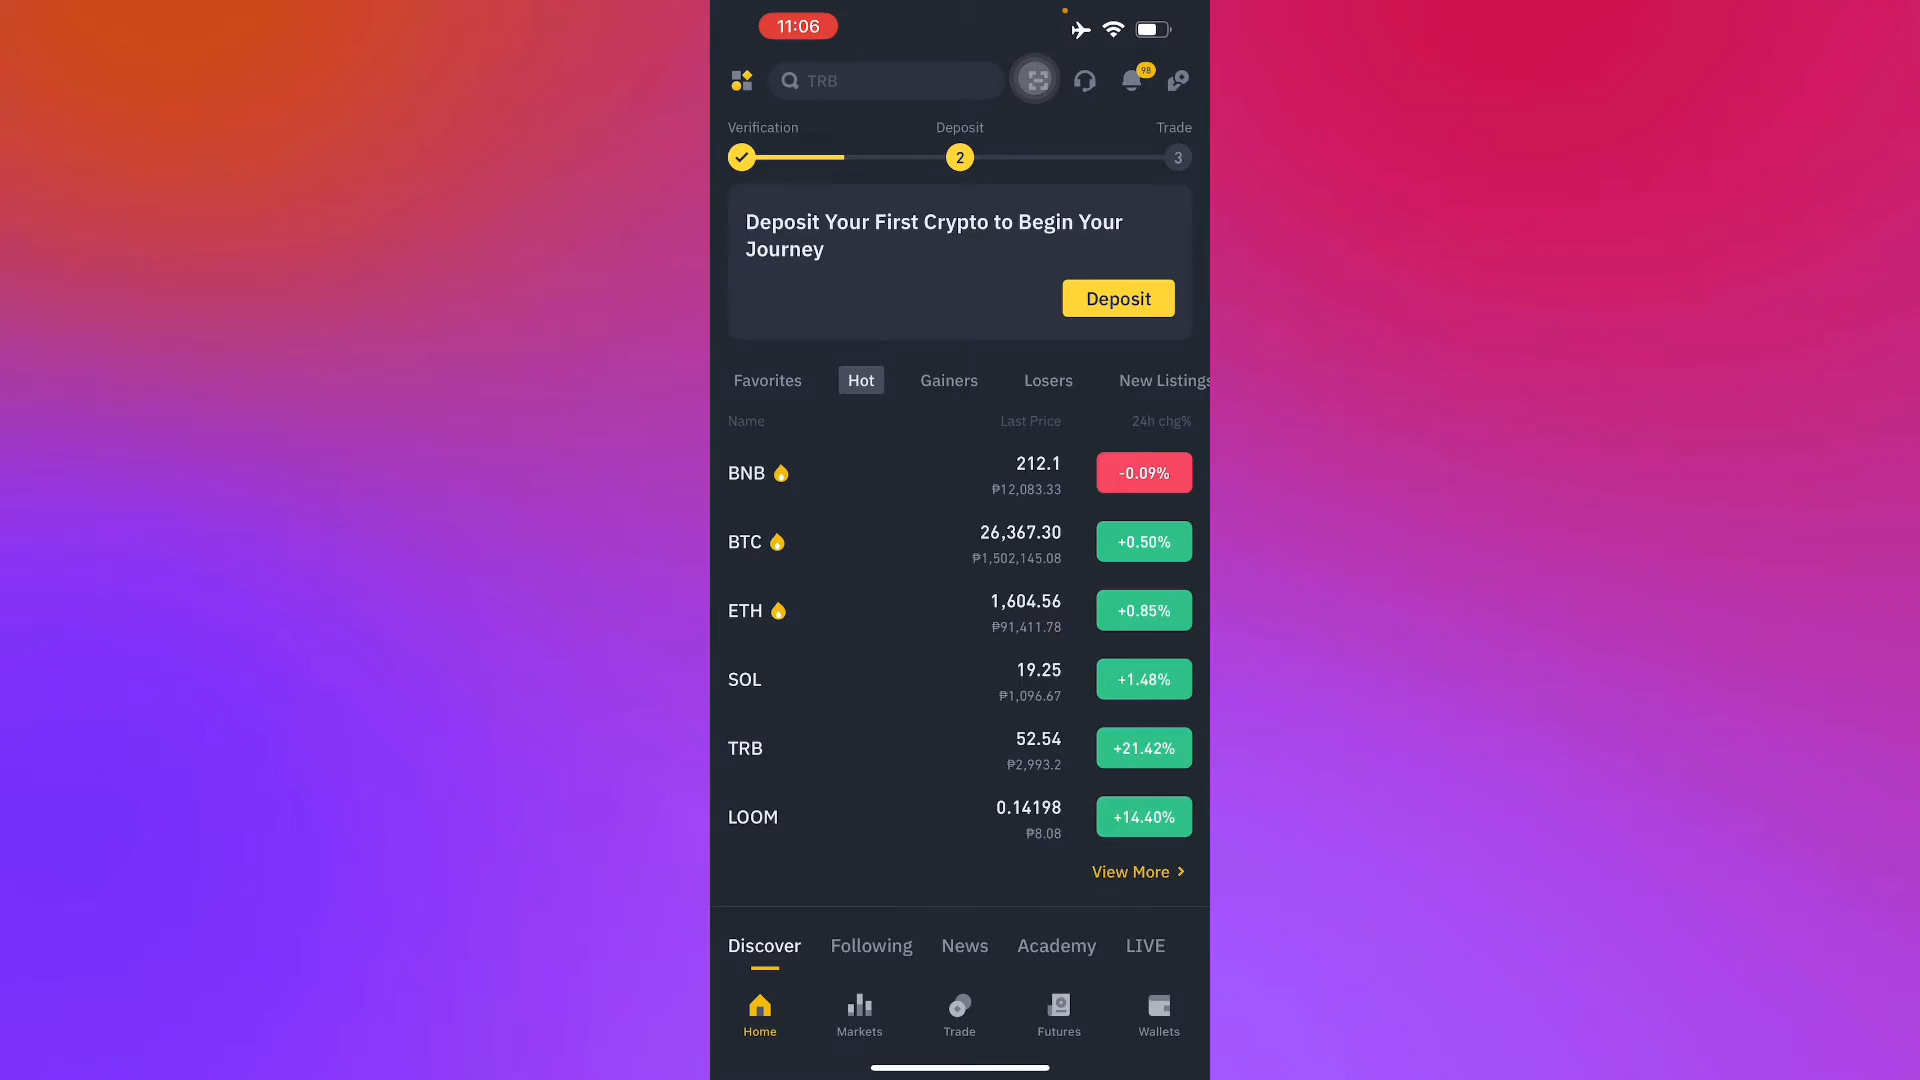 11:06
TRB
98
Verification Deposit Trade
2 3
Deposit Your First Crypto to Begin Your
Journey
Deposit
Favorites Hot Gainers Losers New Listings
Name Last Price 24h chg%
BNB 212.1 -0.09%
₱12,083.33
BTC 26,367.30 +0.50%
₱1,502,145.08
ETH 1,604.56 +0.85%
₱91,411.78
SOL 19.25 +1.48%
₱1,096.67
TRB 52.54 +21.42%
₱2,993.2
LOOM 0.14198 +14.40%
₱8.08
View More
Discover Following News Academy LIVE
Home Markets Trade Futures Wallets